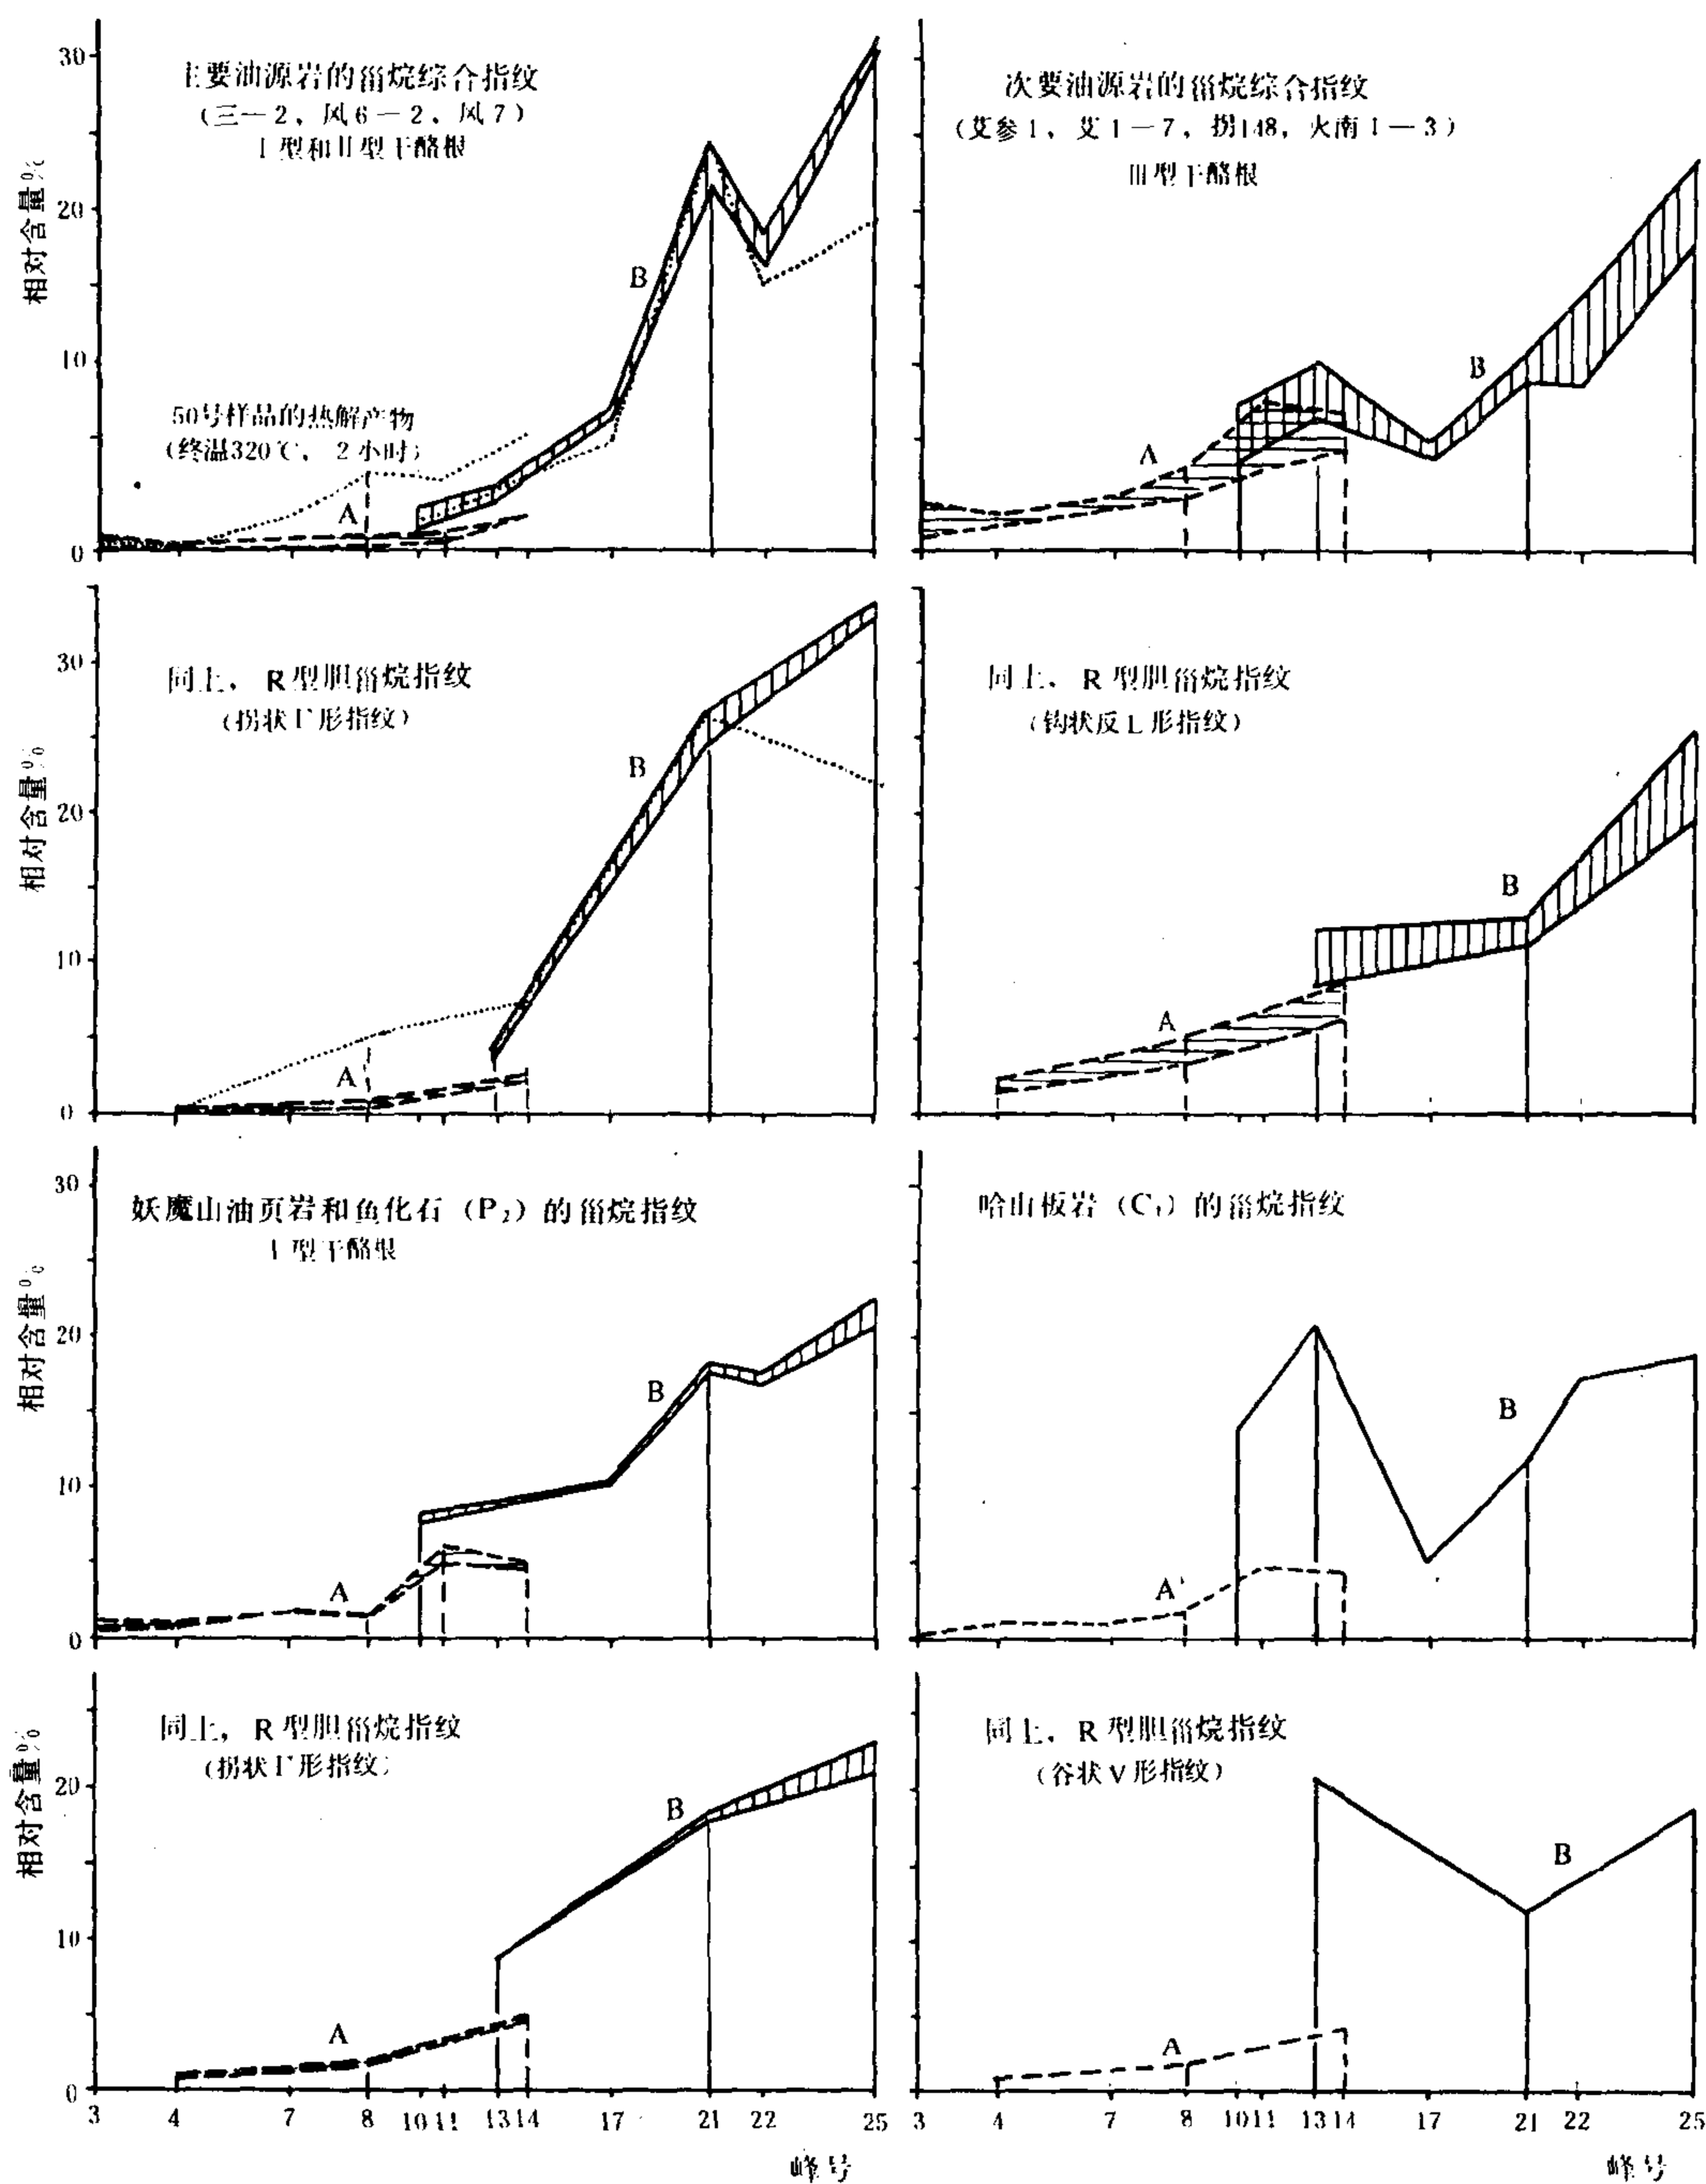 主要油源岩的甾烷综合指纹
(三—2，风6—2，风7)
Ⅰ型和Ⅱ型干酪根
50号样品的热解产物
(终温320℃，2小时)
相对含量%
30
20
10
0
A
B
次要油源岩的甾烷综合指纹
(艾参1，艾1—7，拐148，火南1—3)
Ⅲ型干酪根
A
B
同上，R型胆甾烷指纹
(拐状Γ形指纹)
相对含量%
30
20
10
0
A
B
同上，R型胆甾烷指纹
(钩状反L形指纹)
A
B
妖魔山油页岩和鱼化石(P₂)的甾烷指纹
Ⅰ型干酪根
相对含量%
30
20
10
0
A
B
哈山板岩(C₁)的甾烷指纹
A
B
同上，R型胆甾烷指纹
(拐状Γ形指纹)
相对含量%
20
10
0
A
B
3 4 7 8 10 11 13 14 17 21 22 25
峰号
同上，R型胆甾烷指纹
(谷状V形指纹)
A
B
3 4 7 8 10 11 13 14 17 21 22 25
峰号